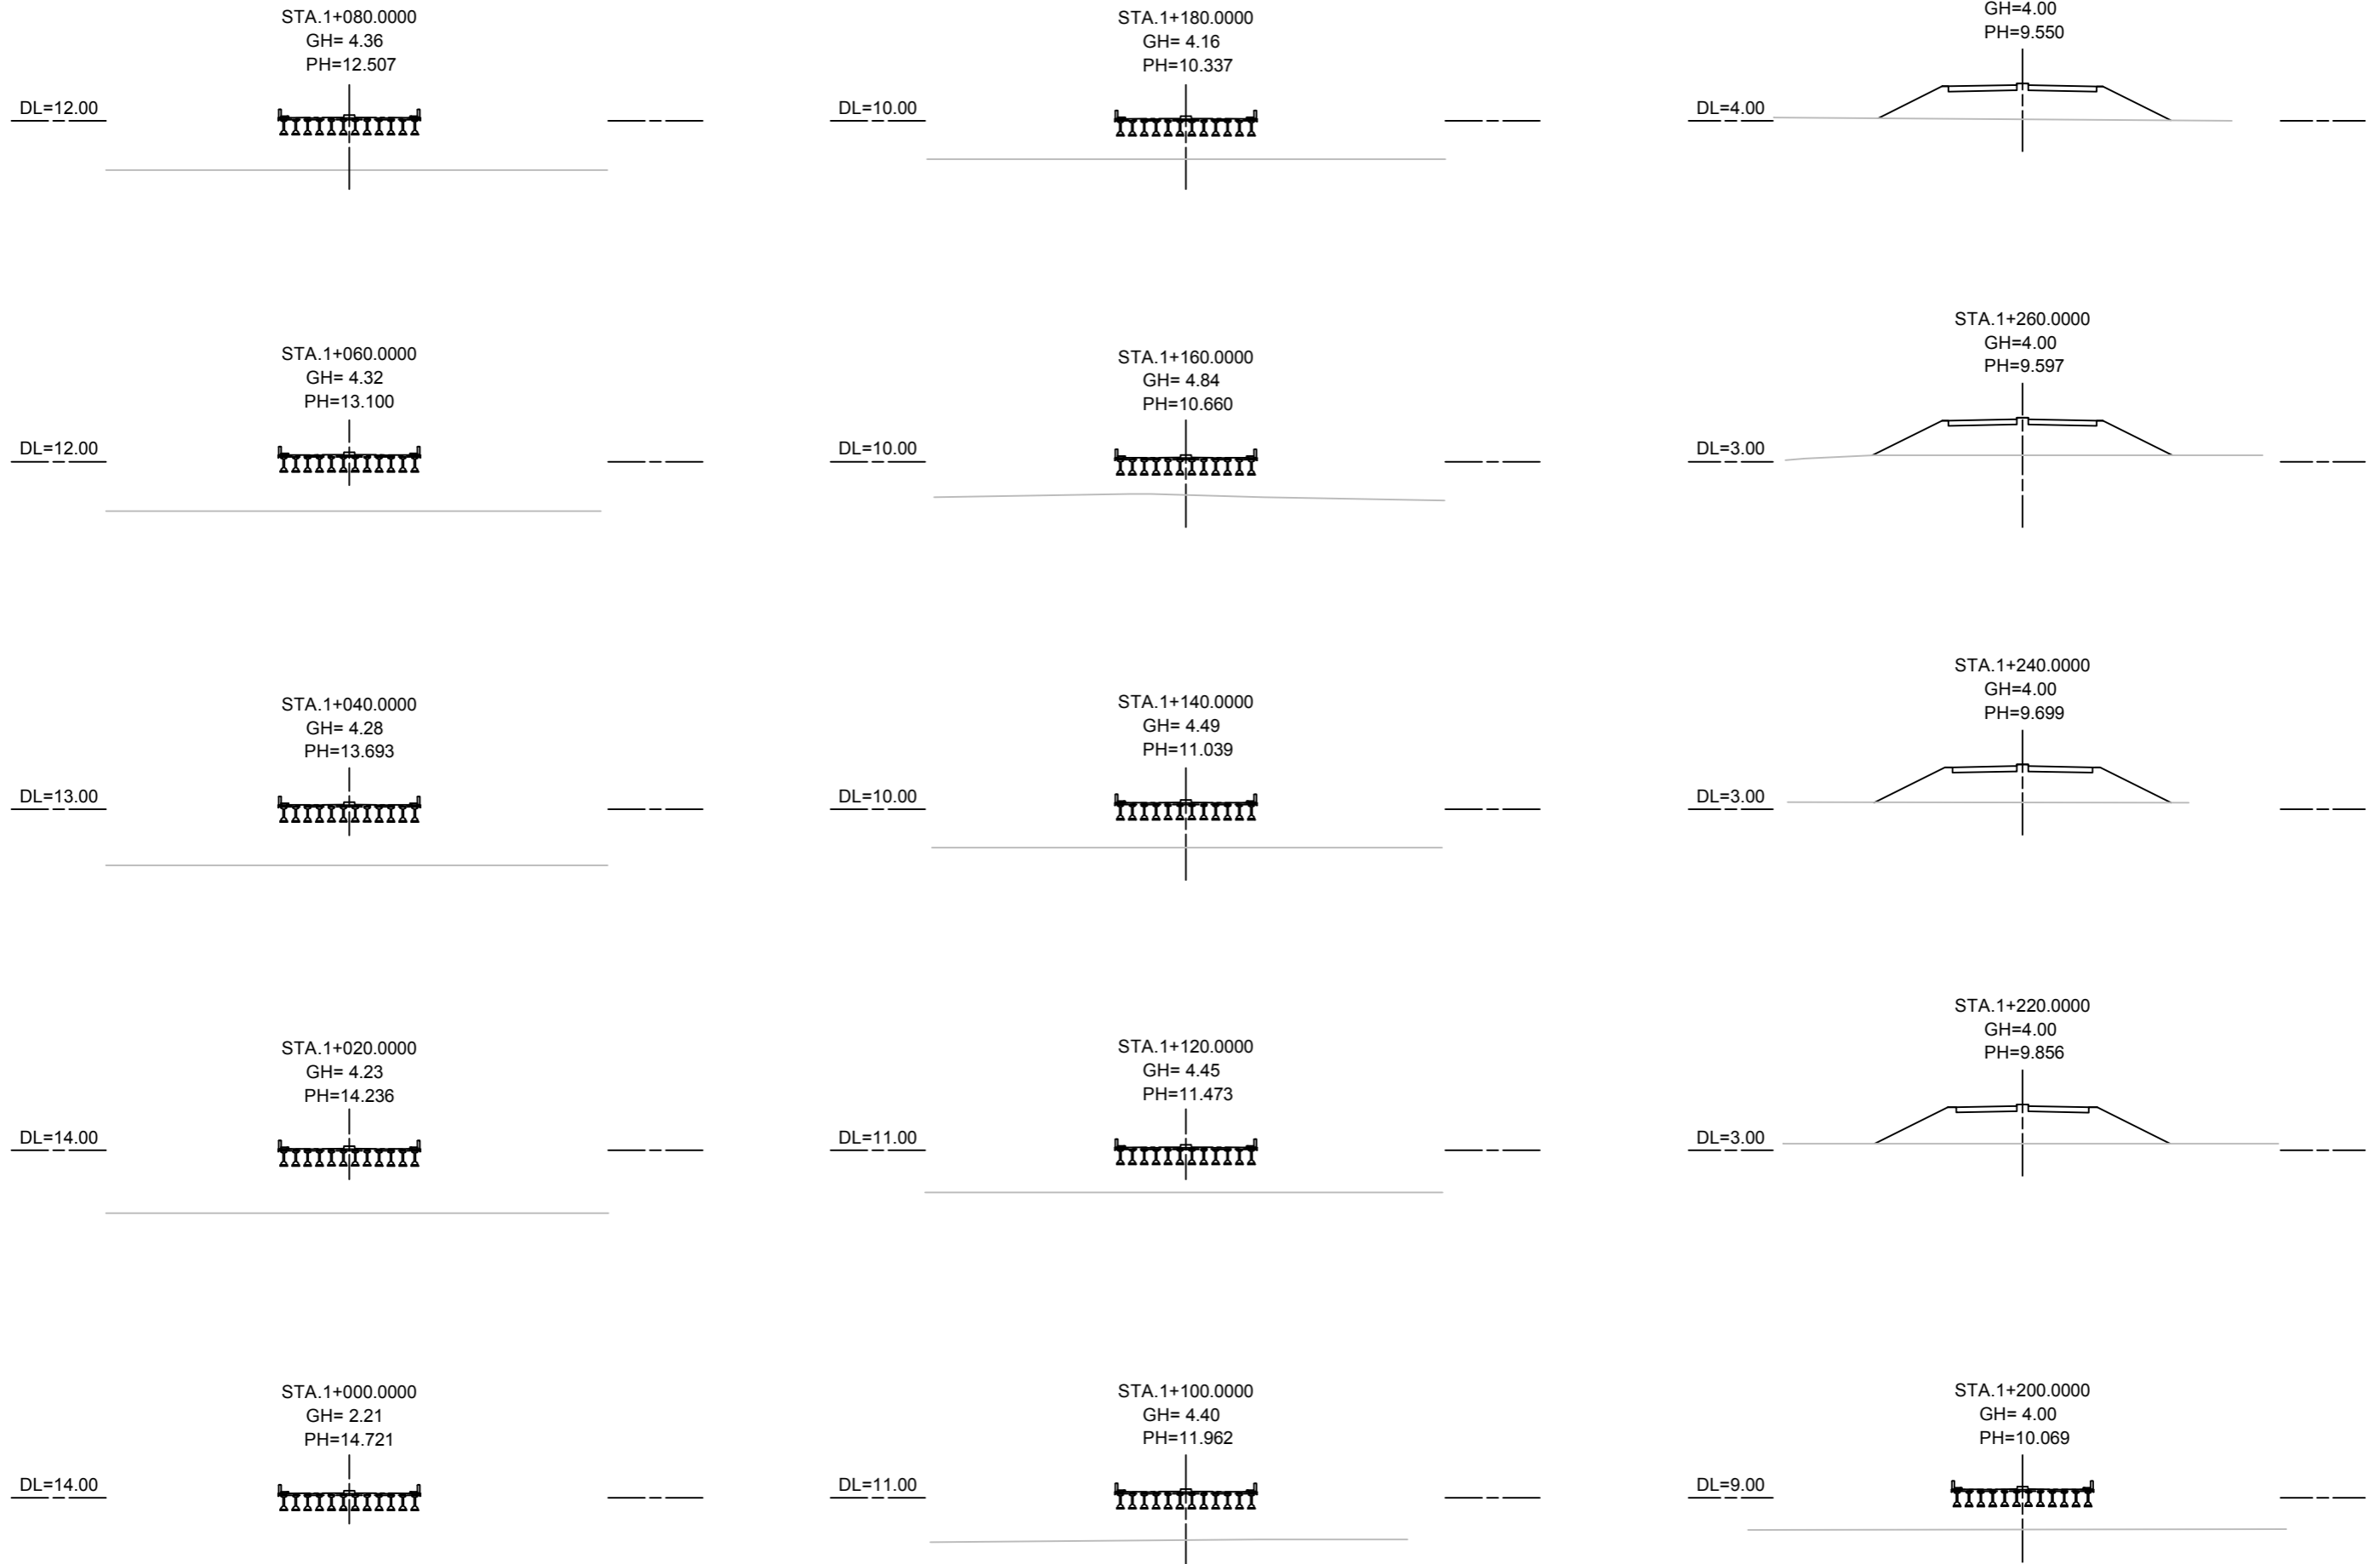 STA.1+080.0000
GH= 4.36
PH=12.507
DL=12.00
STA.1+180.0000
GH= 4.16
PH=10.337
DL=10.00
GH=4.00
PH=9.550
DL=4.00
STA.1+060.0000
GH= 4.32
PH=13.100
DL=12.00
STA.1+160.0000
GH= 4.84
PH=10.660
DL=10.00
STA.1+260.0000
GH=4.00
PH=9.597
DL=3.00
STA.1+040.0000
GH= 4.28
PH=13.693
DL=13.00
STA.1+140.0000
GH= 4.49
PH=11.039
DL=10.00
STA.1+240.0000
GH=4.00
PH=9.699
DL=3.00
STA.1+020.0000
GH= 4.23
PH=14.236
DL=14.00
STA.1+120.0000
GH= 4.45
PH=11.473
DL=11.00
STA.1+220.0000
GH=4.00
PH=9.856
DL=3.00
STA.1+000.0000
GH= 2.21
PH=14.721
DL=14.00
STA.1+100.0000
GH= 4.40
PH=11.962
DL=11.00
STA.1+200.0000
GH= 4.00
PH=10.069
DL=9.00